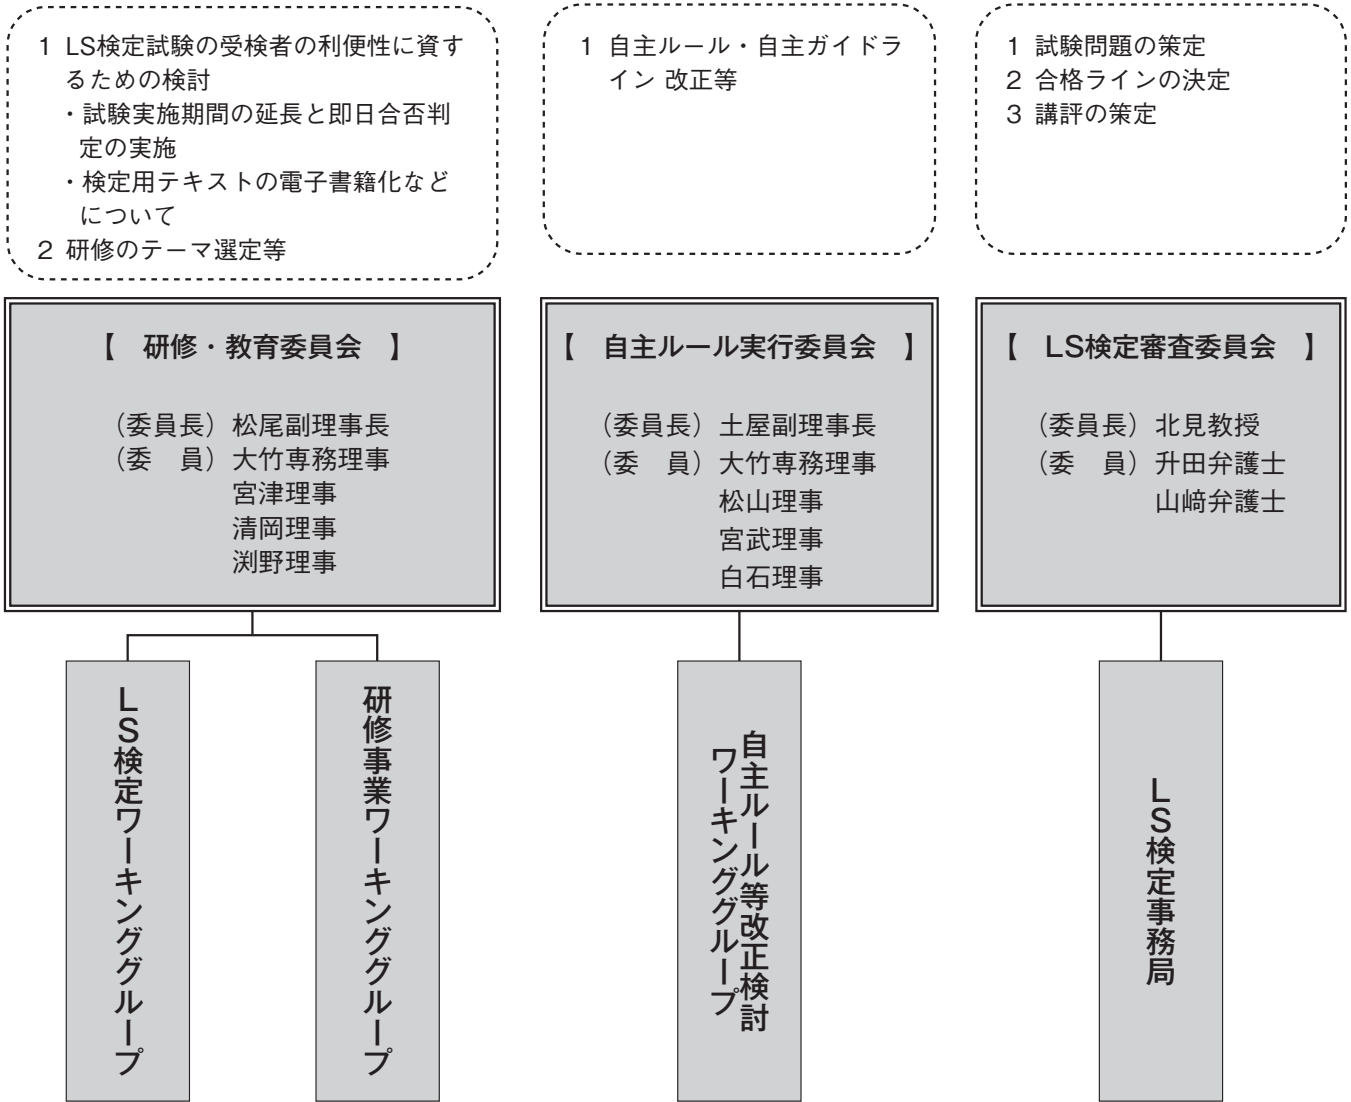 1 LS検定試験の受検者の利便性に資す
るための検討
・試験実施期間の延長と即日合否判
定の実施
・検定用テキストの電子書籍化など
について
2 研修のテーマ選定等
1 自主ルール・自主ガイドラ
イン 改正等
1 試験問題の策定
2 合格ラインの決定
3 講評の策定
【 研修・教育委員会 】
(委員長)松尾副理事長
(委 員)大竹専務理事
宮津理事
清岡理事
渕野理事
【 自主ルール実行委員会 】
(委員長)土屋副理事長
(委 員)大竹専務理事
松山理事
宮武理事
白石理事
【 LS検定審査委員会 】
(委員長)北見教授
(委 員)升田弁護士
山﨑弁護士
LS検定ワーキンググループ
研修事業ワーキンググループ
自主ルール等改正検討
ワーキンググループ
LS検定事務局